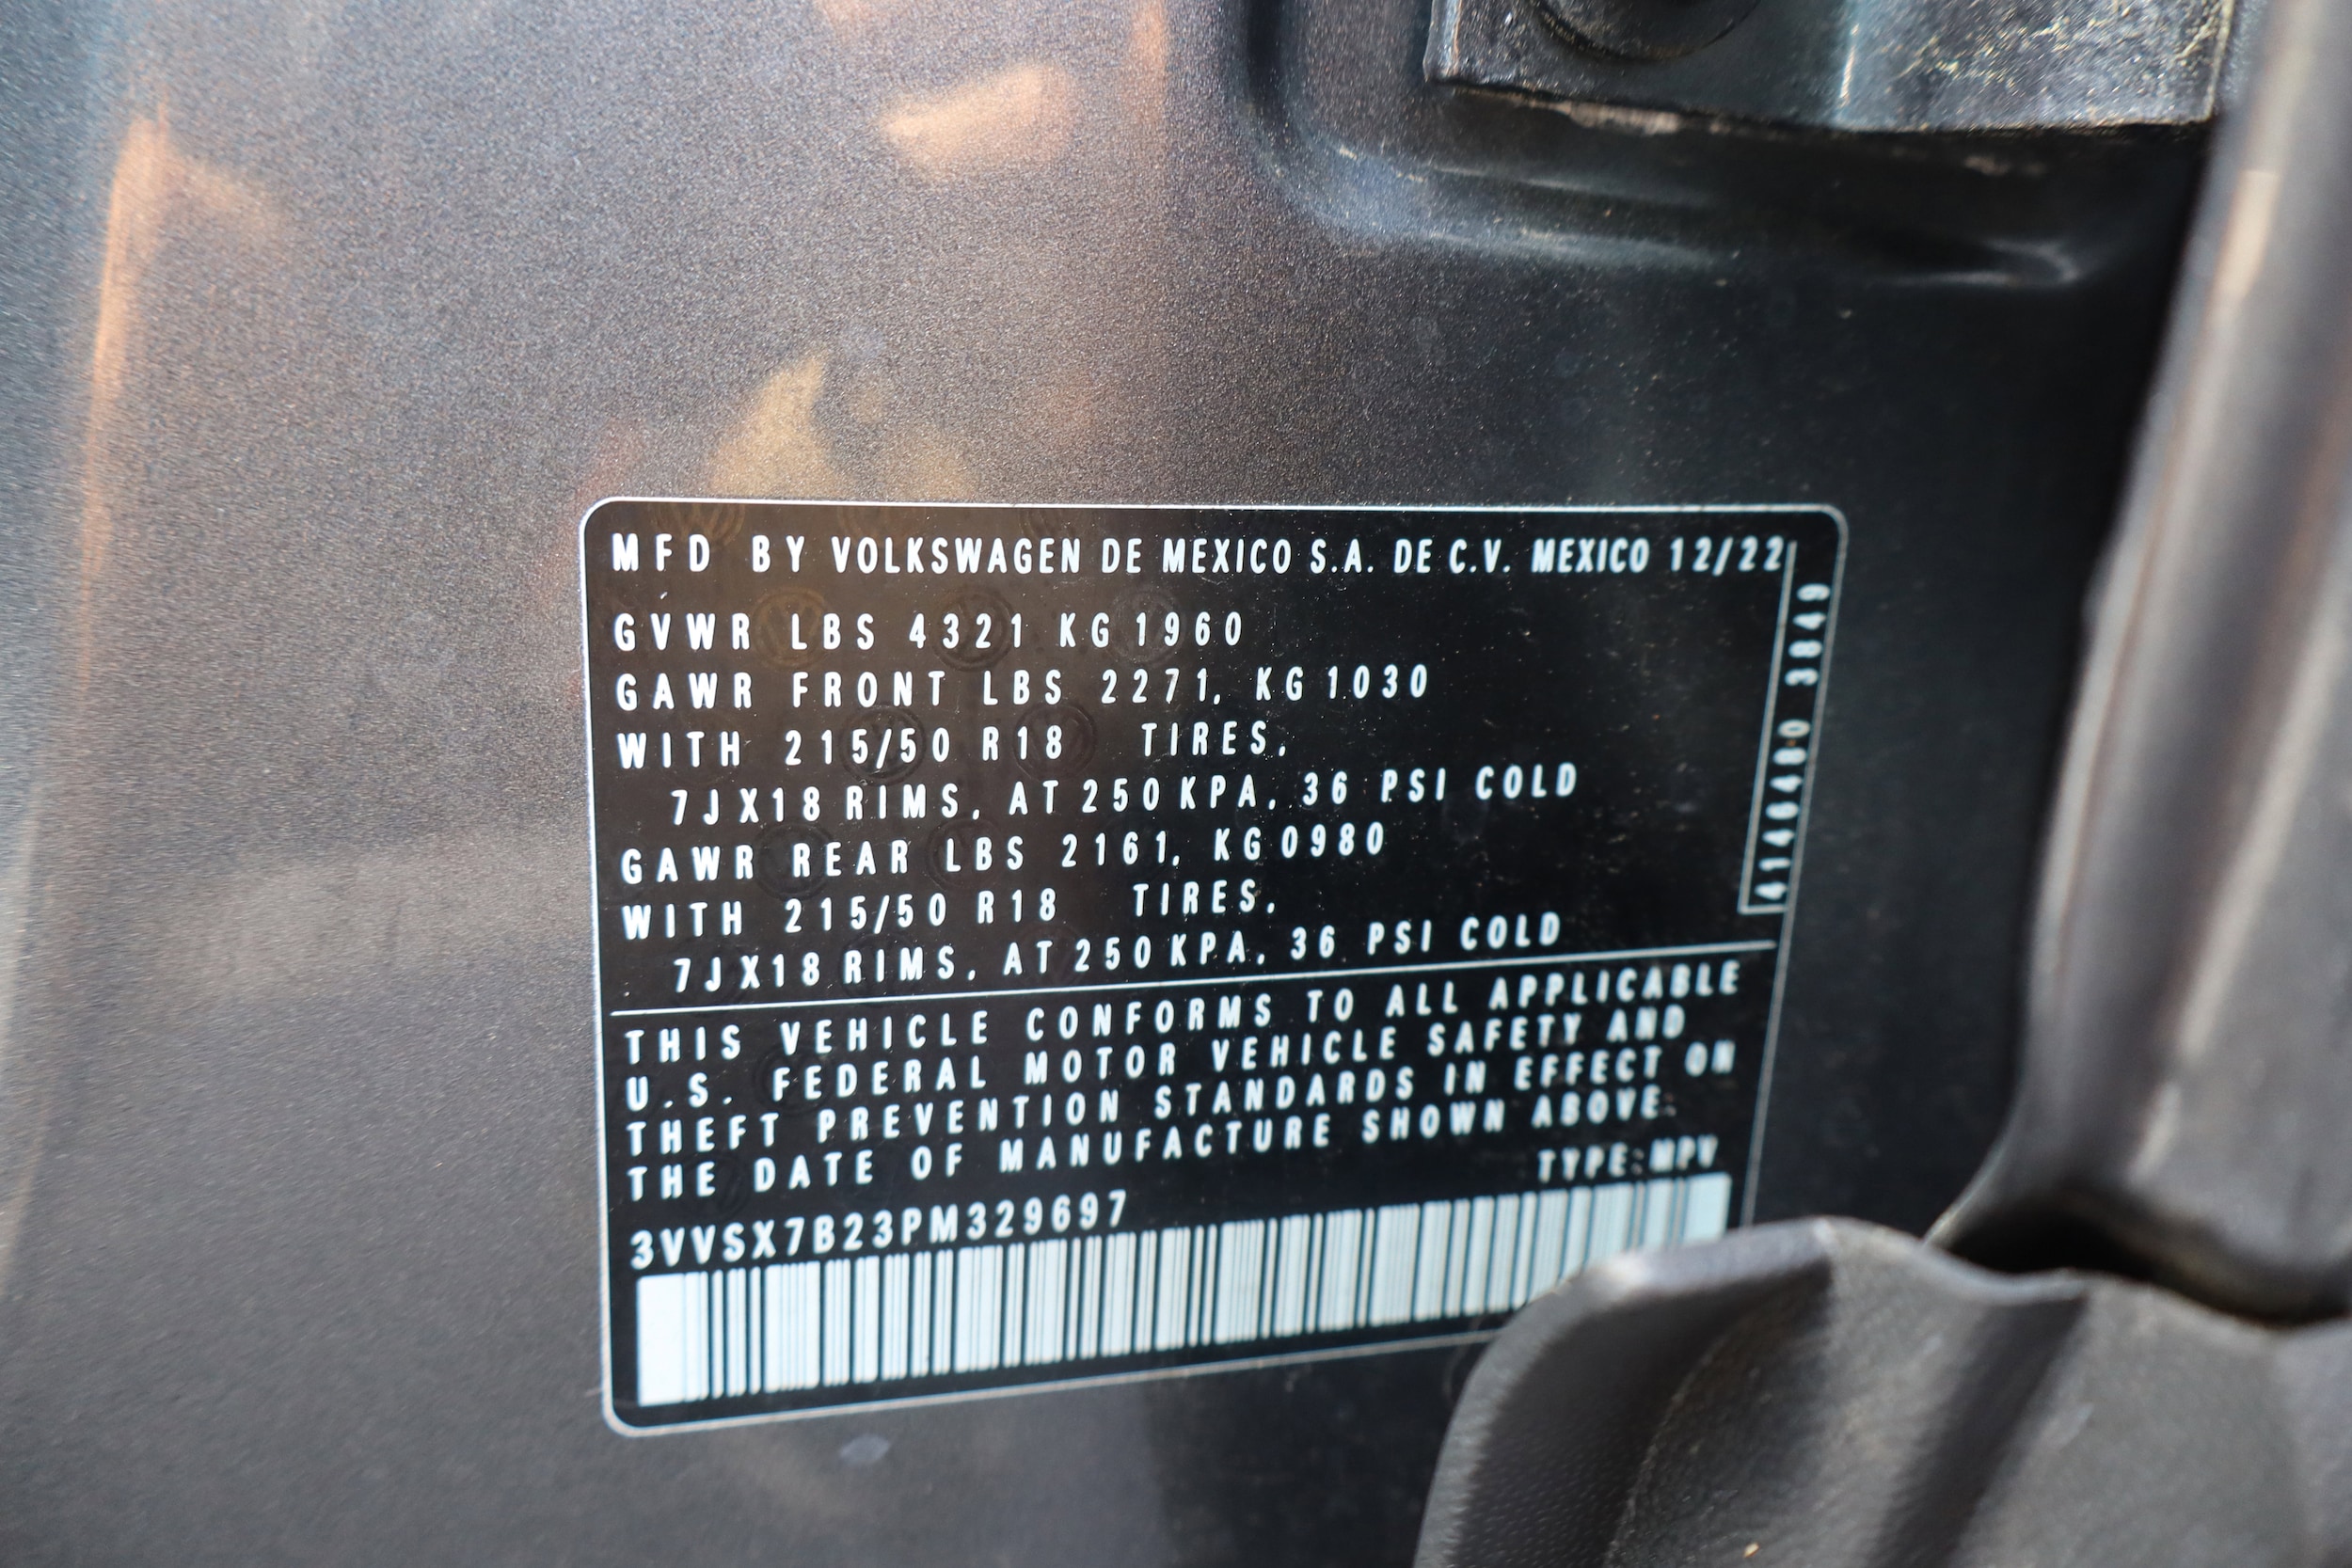 MFD BY VOLKSWAGEN DE MEXICO S.A. DE C.V. MEXICO 12/22
GVWR LBS 4321 KG 1960
GAWR FRONT LBS 2271, KG 1030
WITH 215/50 R18 TIRES,
7JX18 RIMS, AT 250 KPA, 36 PSI COLD
GAWR REAR LBS 2161, KG 0980
WITH 215/50 R18 TIRES,
7JX18 RIMS, AT 250 KPA, 36 PSI COLD
THIS VEHICLE CONFORMS TO ALL APPLICABLE
U.S. FEDERAL MOTOR VEHICLE SAFETY AND
THEFT PREVENTION STANDARDS IN EFFECT ON
THE DATE OF MANUFACTURE SHOWN ABOVE.
TYPE: MPV
3VVSX7B23PM329697
3849